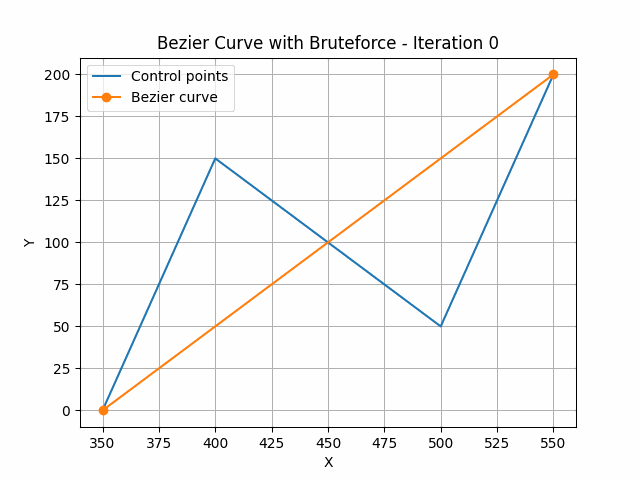 Bezier Curve with Bruteforce - Iteration 0
Control points
Bezier curve
200
175
150
125
100
75
50
25
0
Y
350 375 400 425 450 475 500 525 550
X